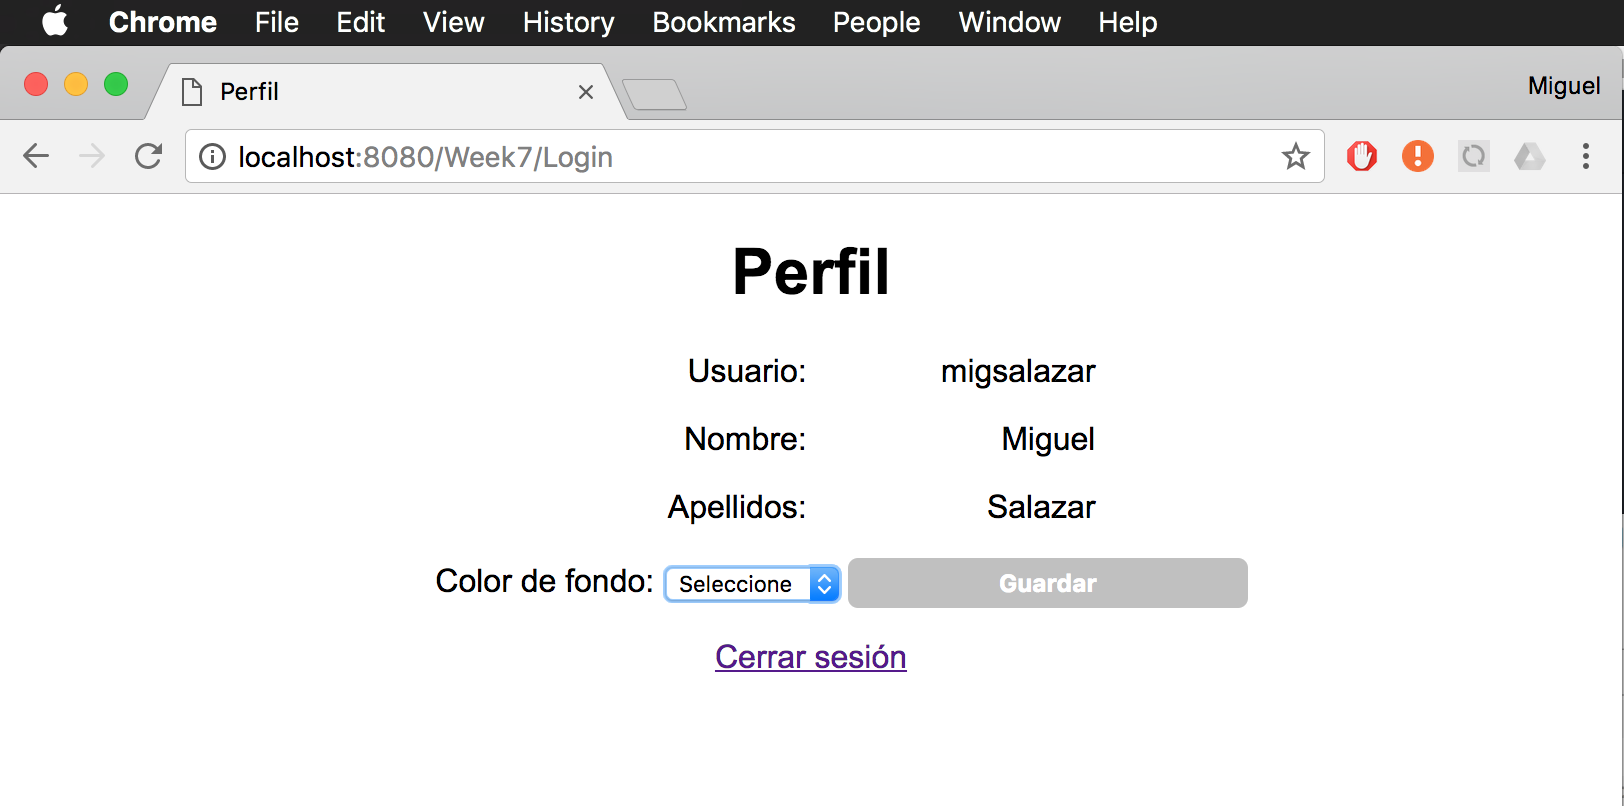 Chrome File Edit View History Bookmarks People Window Help
Perfil
Miguel
localhost:8080/Week7/Login
Perfil
Usuario: migsalazar
Nombre: Miguel
Apellidos: Salazar
Color de fondo: Seleccione Guardar
Cerrar sesión